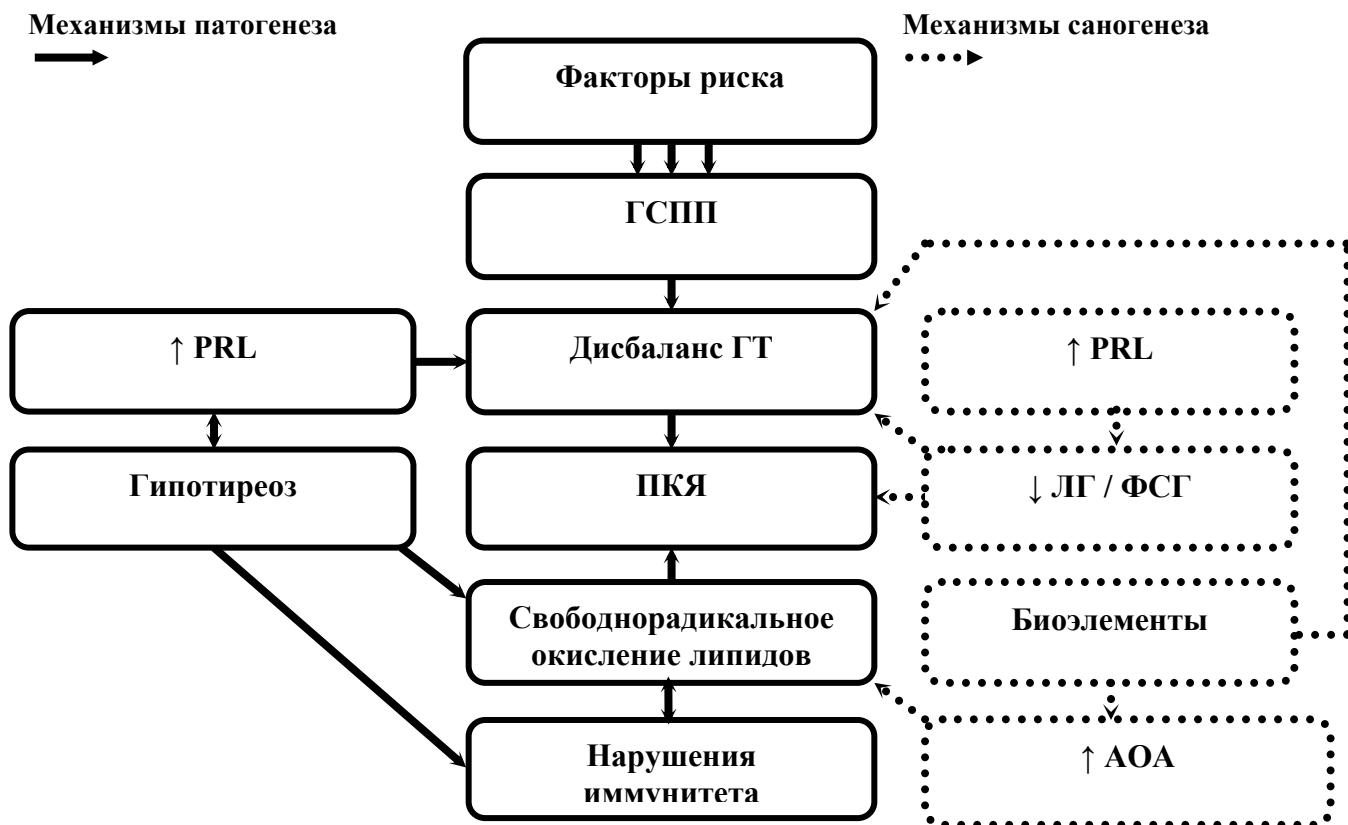 Механизмы патогенеза
Механизмы саногенеза
Факторы риска
ГСПП
↑ PRL
Дисбаланс ГТ
↑ PRL
Гипотиреоз
ПКЯ
↓ ЛГ / ФСГ
Свободнорадикальное
окисление липидов
Биоэлементы
Нарушения
иммунитета
↑ АОА